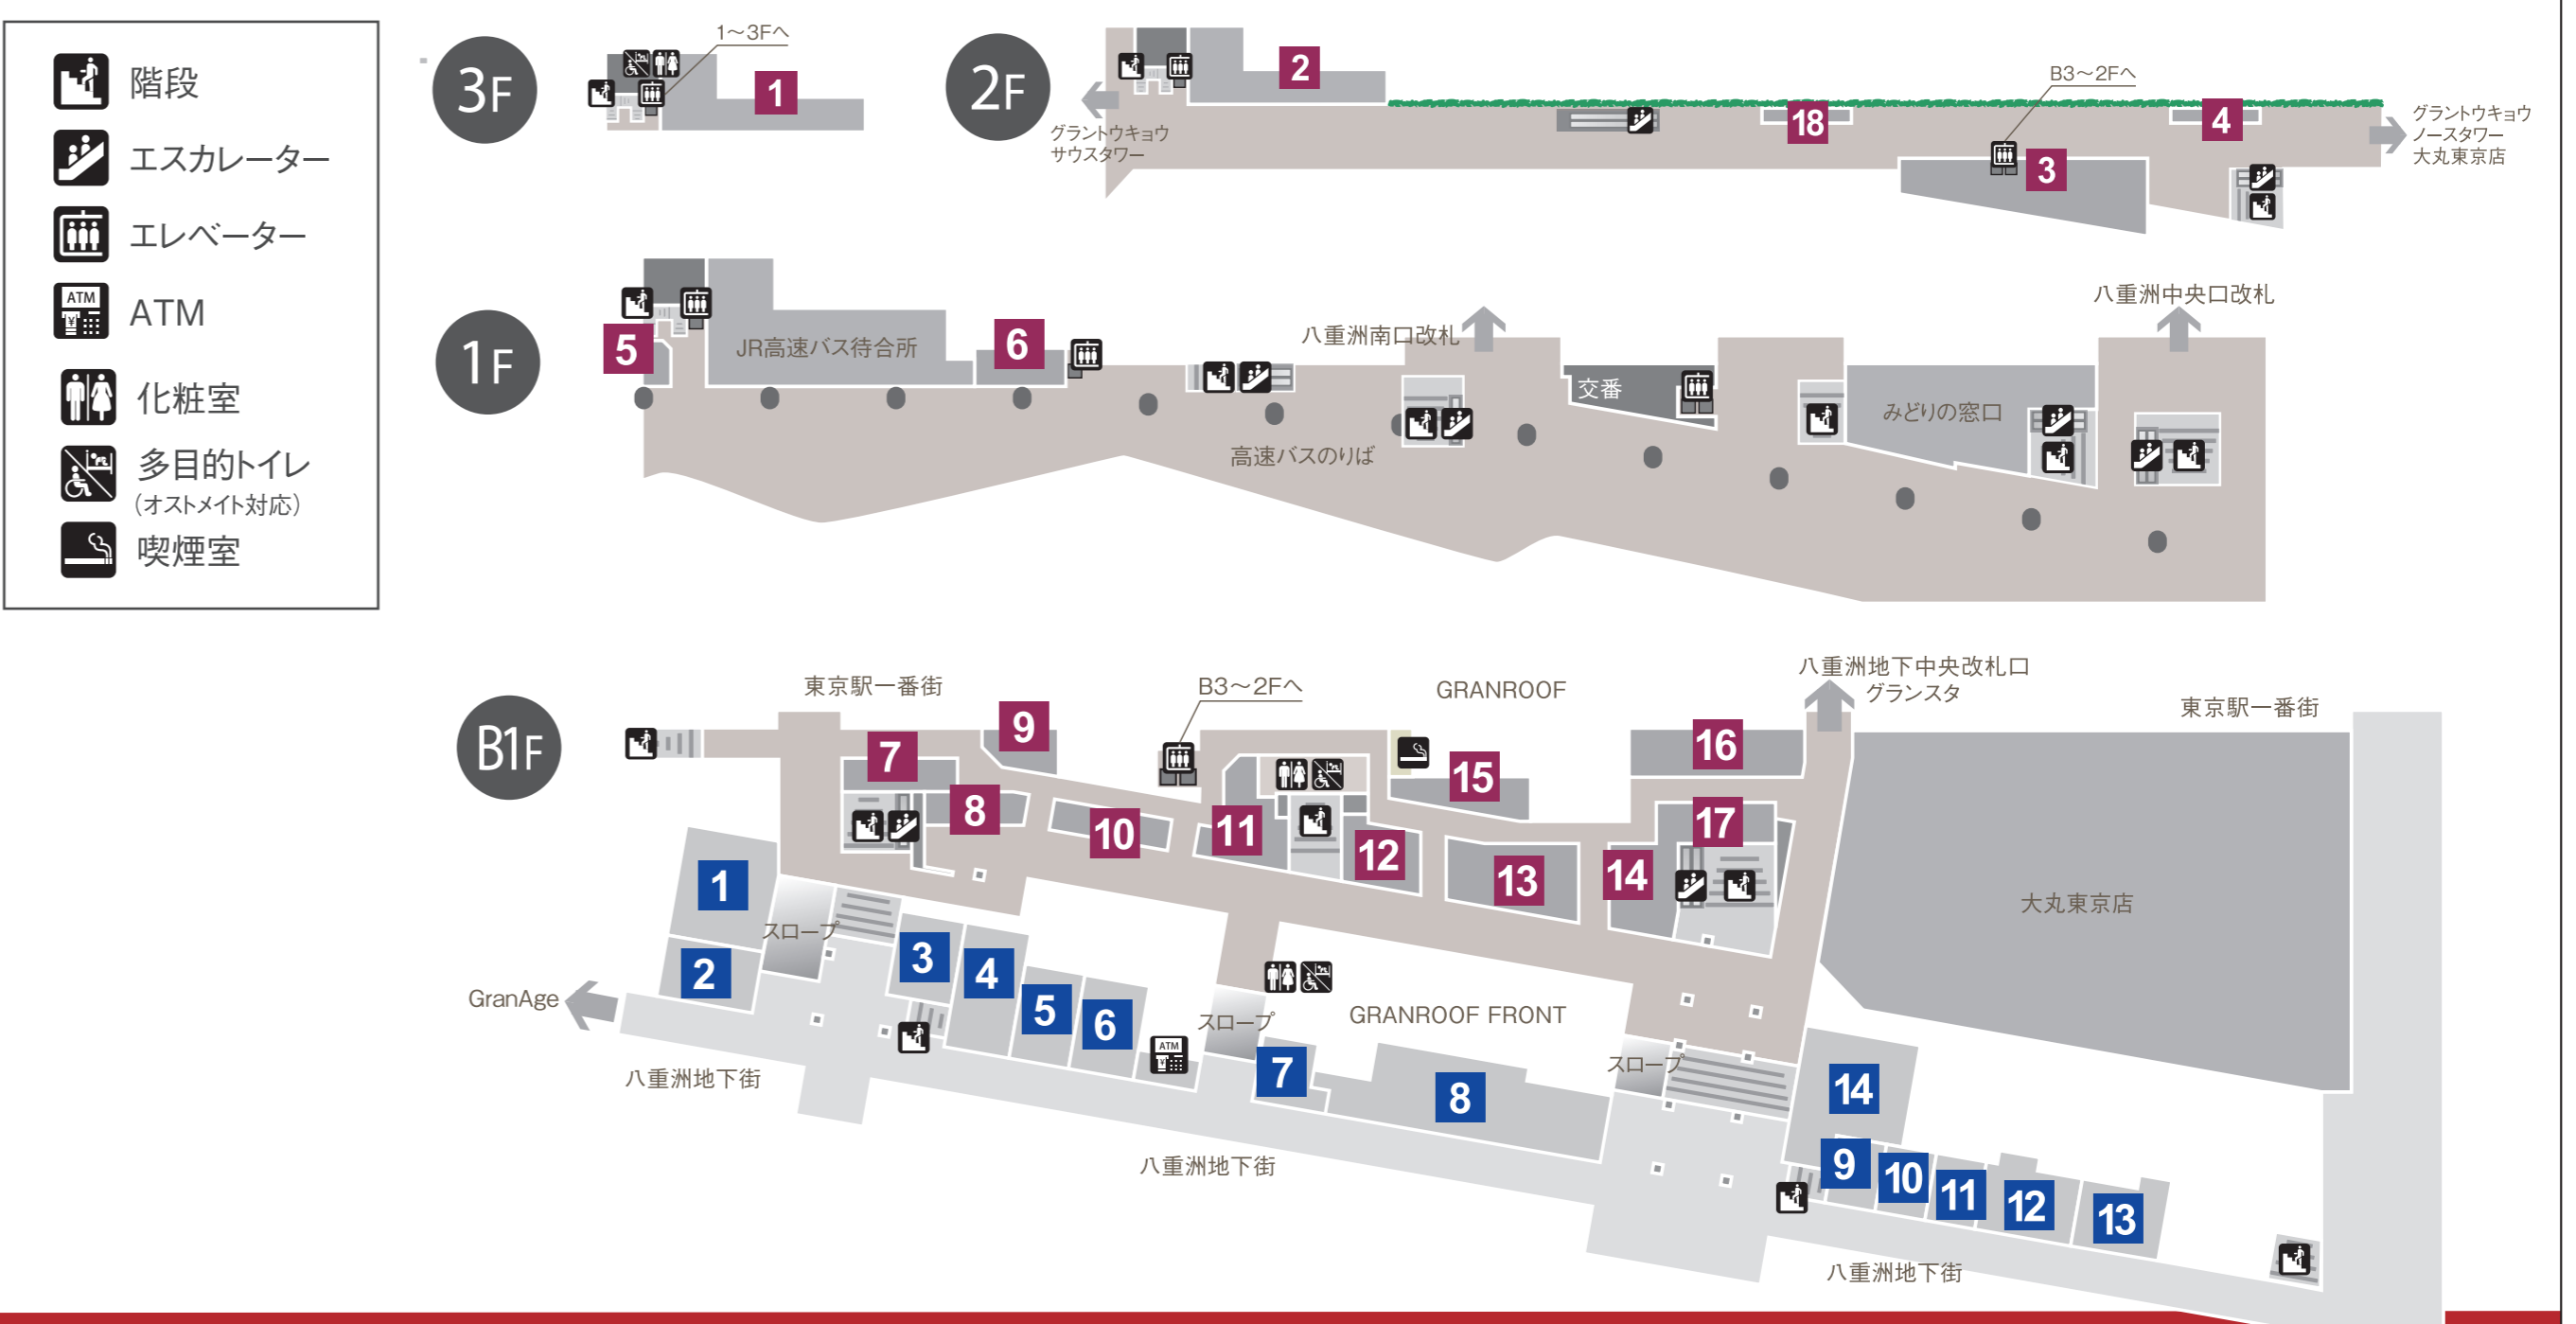 階段
エスカレーター
エレベーター
ATM
ATM
化粧室
多目的トイレ
(オストメイト対応)
喫煙室
3F
1〜3Fへ
1
2F
2
グラントウキョウ
サウスタワー
18
B3〜2Fへ
3
4
グラントウキョウ
ノースタワー
大丸東京店
1F
5
JR高速バス待合所
6
八重洲南口改札
高速バスのりば
交番
みどりの窓口
八重洲中央口改札
B1F
東京駅一番街
7
8
9
10
B3〜2Fへ
11
12
GRANROOF
15
13
14
16
17
八重洲地下中央改札口
グランスタ
東京駅一番街
大丸東京店
1
2
スロープ
3
4
5
6
ATM
GranAge
八重洲地下街
スロープ
7
GRANROOF FRONT
8
八重洲地下街
スロープ
14
9
10
11
12
13
八重洲地下街